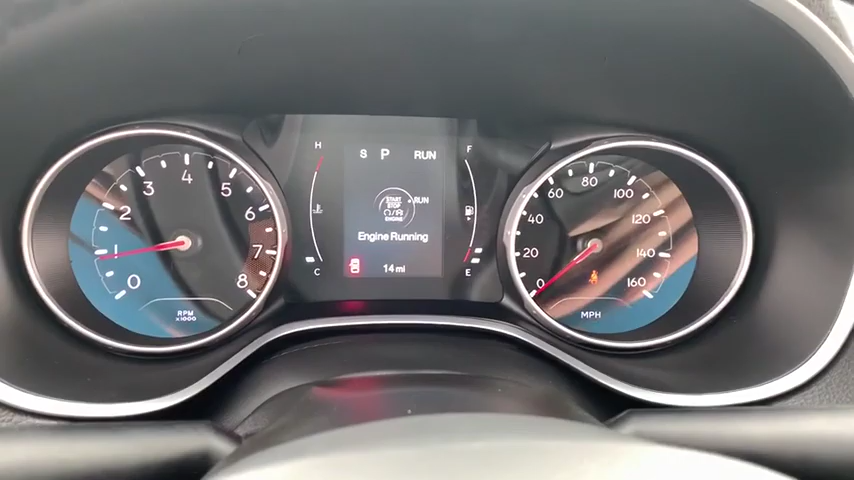 0
1
2
3
4
5
6
7
8
RPM
x1000
H
C
S P RUN
START
STOP
ENGINE
RUN
Engine Running
14 mi
F
E
0
20
40
60
80
100
120
140
160
MPH